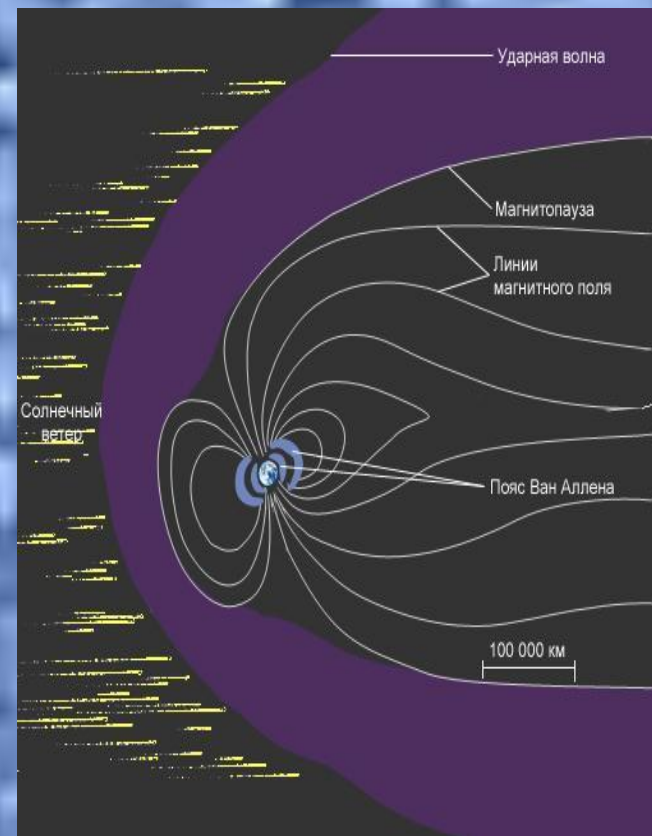 Ударная волна
Магнитопауза
Линии
магнитного поля
Солнечный
ветер
Пояс Ван Аллена
100 000 км